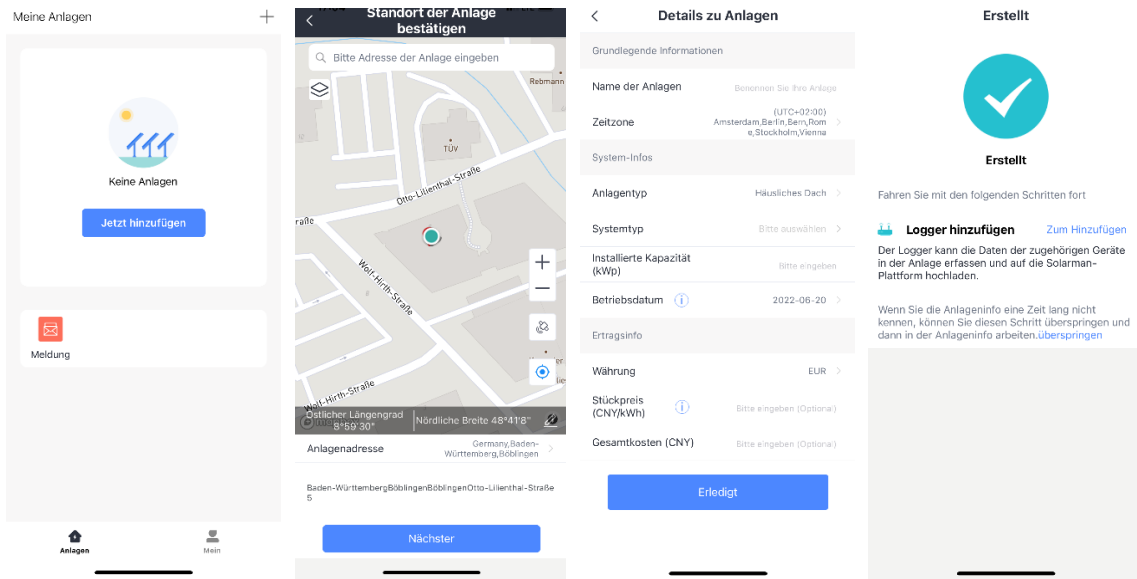 Meine Anlagen
Keine Anlagen
Jetzt hinzufügen
Meldung
Anlagen
Mein
Standort der Anlage
bestätigen
Bitte Adresse der Anlage eingeben
Rebmann
TÜV
Otto-Lilienthal-Straße
raße
Wolf-Hirth-Straße
Wolf-Hirth-Straße
Östlicher Längengrad
8°59'30"
Nördliche Breite 48°41'8"
Anlagenadresse
Germany,Baden-
Württemberg,Böblingen
Baden-WürttembergBöblingenBöblingenOtto-Lilienthal-Straße
5
Nächster
Details zu Anlagen
Grundlegende Informationen
Name der Anlagen
Benennen Sie Ihre Anlage
Zeitzone
(UTC+02:00)
Amsterdam,Berlin,Bern,Rom
e,Stockholm,Vienna
System-Infos
Anlagentyp
Häusliches Dach
Systemtyp
Bitte auswählen
Installierte Kapazität
(kWp)
Bitte eingeben
Betriebsdatum
2022-06-20
Ertragsinfo
Währung
EUR
Stückpreis
(CNY/kWh)
Bitte eingeben (Optional)
Gesamtkosten (CNY)
Bitte eingeben (Optional)
Erledigt
Erstellt
Erstellt
Fahren Sie mit den folgenden Schritten fort
Logger hinzufügen
Zum Hinzufügen
Der Logger kann die Daten der zugehörigen Geräte
in der Anlage erfassen und auf die Solarman-
Plattform hochladen.
Wenn Sie die Anlageninfo eine Zeit lang nicht
kennen, können Sie diesen Schritt überspringen und
dann in der Anlageninfo arbeiten.überspringen